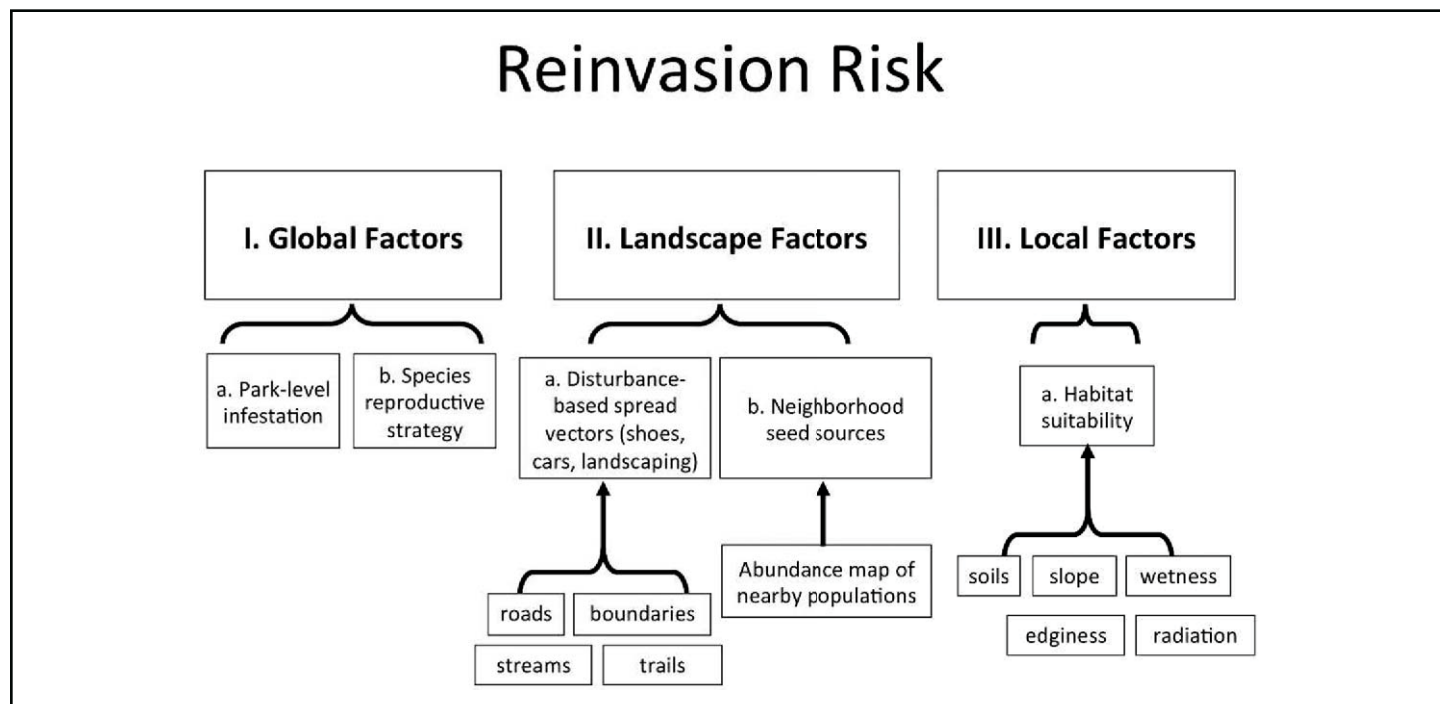 Reinvasion Risk
I. Global Factors
II. Landscape Factors
III. Local Factors
a. Park-level
infestation
b. Species
reproductive
strategy
a. Disturbance-
based spread
vectors (shoes,
cars, landscaping)
b. Neighborhood
seed sources
a. Habitat
suitability
roads
boundaries
streams
trails
Abundance map of
nearby populations
soils
slope
wetness
edginess
radiation